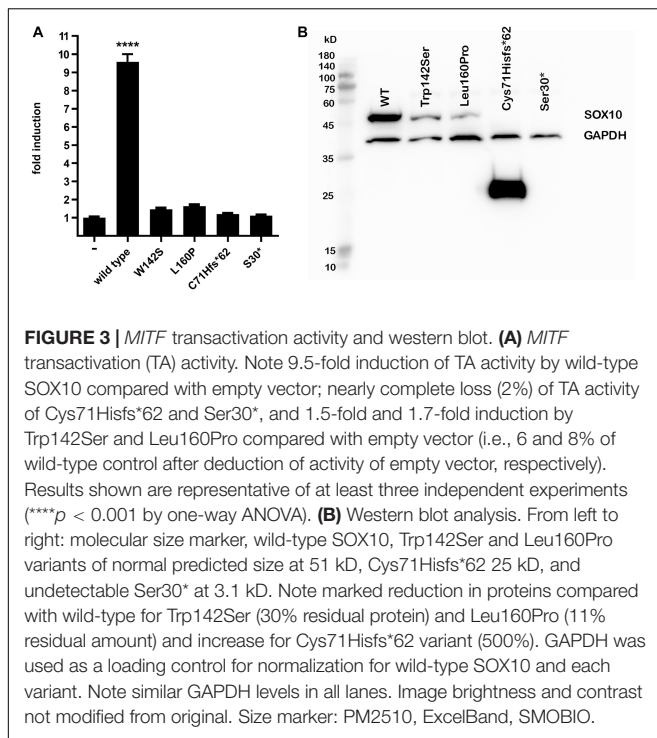 A
****
fold induction
11
10
9
8
7
6
5
4
3
2
1
-
wild type
W142S
L160P
C71Hfs*62
S30*
B
kD
180
140
100
75
60
45
35
25
15
10
WT
Trp142Ser
Leu160Pro
Cys71Hisfs*62
Ser30*
SOX10
GAPDH
FIGURE 3 | MITF transactivation activity and western blot. (A) MITF
transactivation (TA) activity. Note 9.5-fold induction of TA activity by wild-type
SOX10 compared with empty vector; nearly complete loss (2%) of TA activity
of Cys71Hisfs*62 and Ser30*, and 1.5-fold and 1.7-fold induction by
Trp142Ser and Leu160Pro compared with empty vector (i.e., 6 and 8% of
wild-type control after deduction of activity of empty vector, respectively).
Results shown are representative of at least three independent experiments
(****p < 0.001 by one-way ANOVA). (B) Western blot analysis. From left to
right: molecular size marker, wild-type SOX10, Trp142Ser and Leu160Pro
variants of normal predicted size at 51 kD, Cys71Hisfs*62 25 kD, and
undetectable Ser30* at 3.1 kD. Note marked reduction in proteins compared
with wild-type for Trp142Ser (30% residual protein) and Leu160Pro (11%
residual amount) and increase for Cys71Hisfs*62 variant (500%). GAPDH was
used as a loading control for normalization for wild-type SOX10 and each
variant. Note similar GAPDH levels in all lanes. Image brightness and contrast
not modified from original. Size marker: PM2510, ExcelBand, SMOBIO.